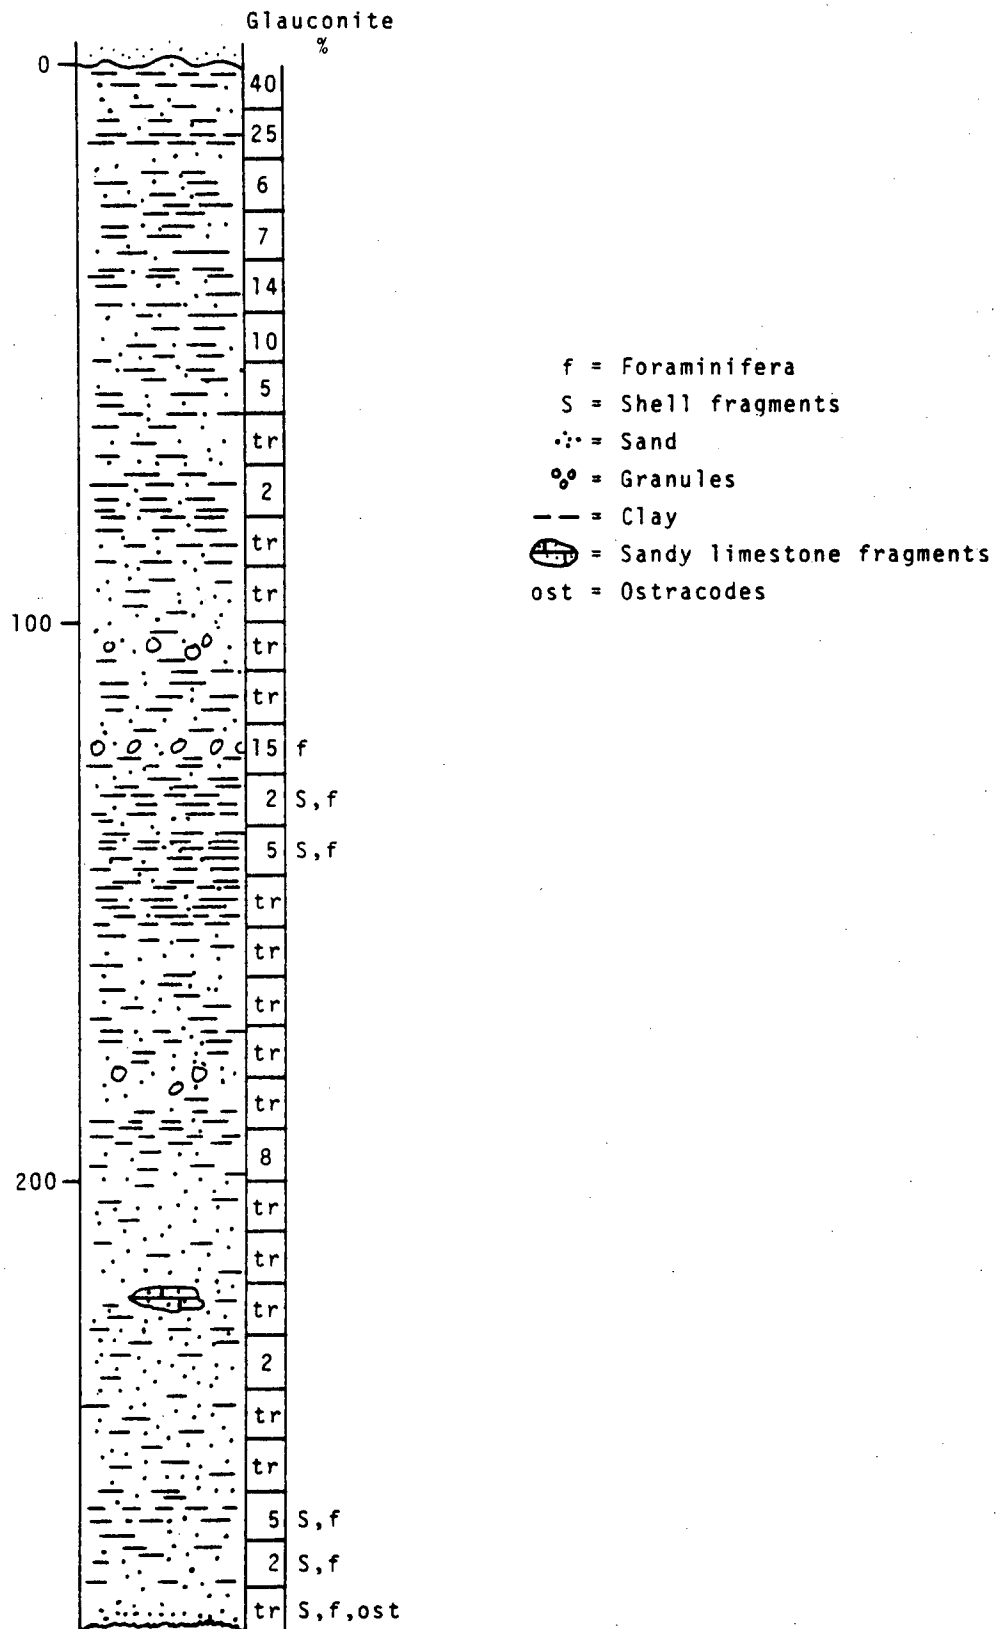 Glauconite
%
0
40
25
6
7
14
10
5
tr
2
tr
tr
100
tr
tr
15 f
2 S,f
5 S,f
tr
tr
tr
tr
tr
8
200
tr
tr
tr
2
tr
tr
5 S,f
2 S,f
tr S,f,ost
f = Foraminifera
S = Shell fragments
= Sand
= Granules
= Clay
= Sandy limestone fragments
ost = Ostracodes